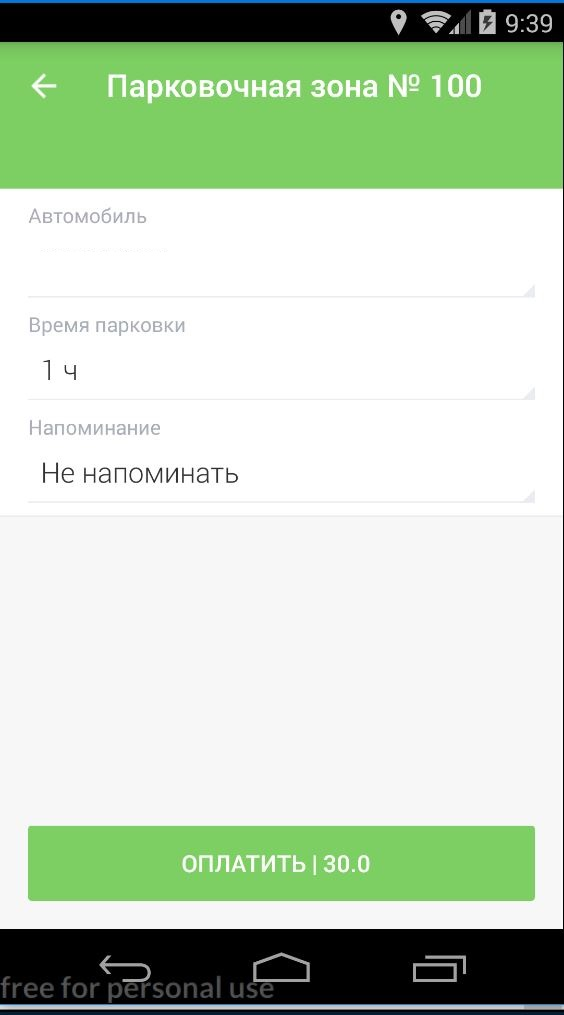 9:39
Парковочная зона № 100
Автомобиль
Время парковки
1 ч
Напоминание
Не напоминать
ОПЛАТИТЬ | 30.0
free for personal use